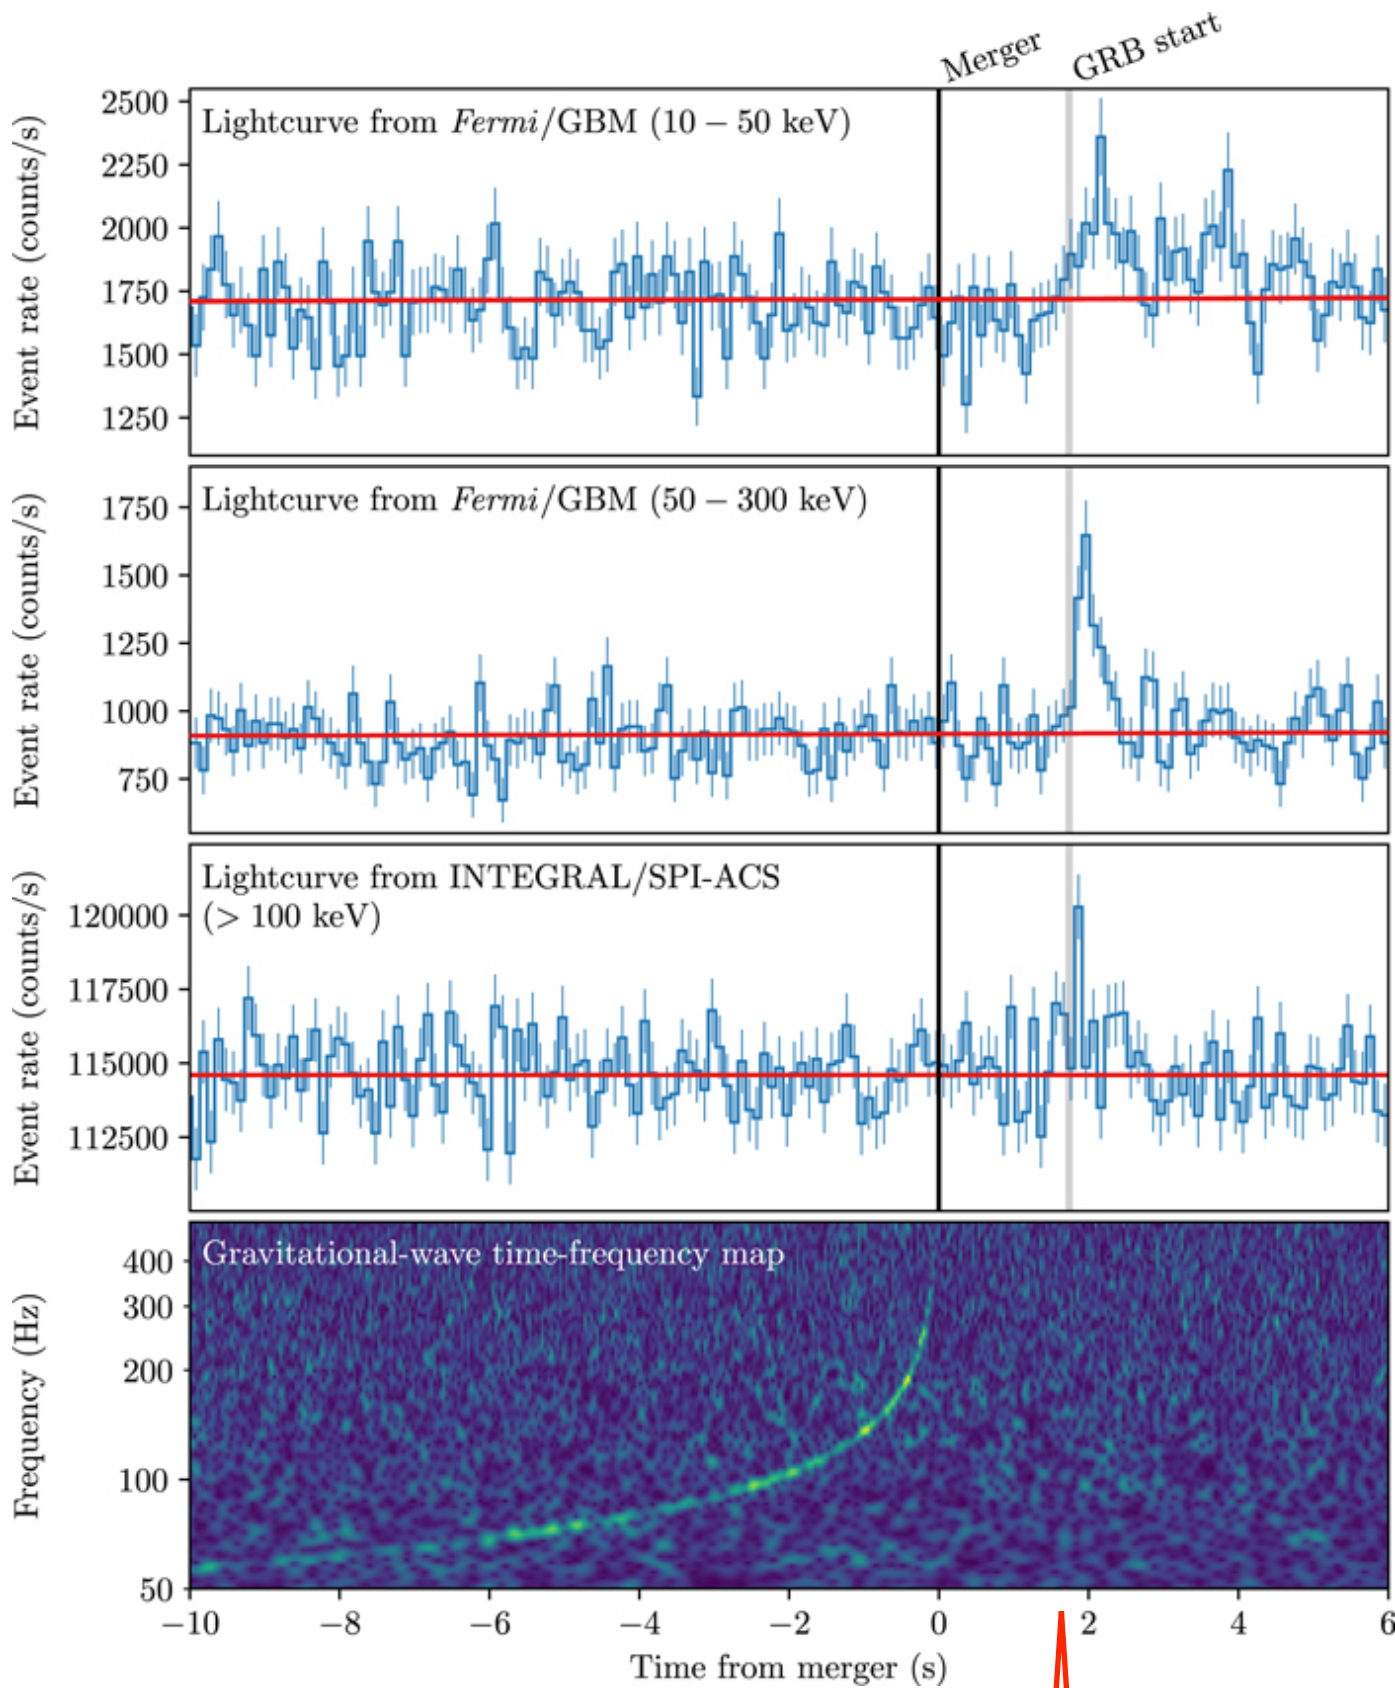 Merger GRB start
Lightcurve from Fermi/GBM (10 – 50 keV)
2500
2250
2000
1750
1500
1250
Event rate (counts/s)
Lightcurve from Fermi/GBM (50 – 300 keV)
1750
1500
1250
1000
750
Event rate (counts/s)
Lightcurve from INTEGRAL/SPI-ACS
(> 100 keV)
120000
117500
115000
112500
Event rate (counts/s)
Gravitational-wave time-frequency map
400
300
200
100
50
Frequency (Hz)
−10 −8 −6 −4 −2 0 2 4 6
Time from merger (s)